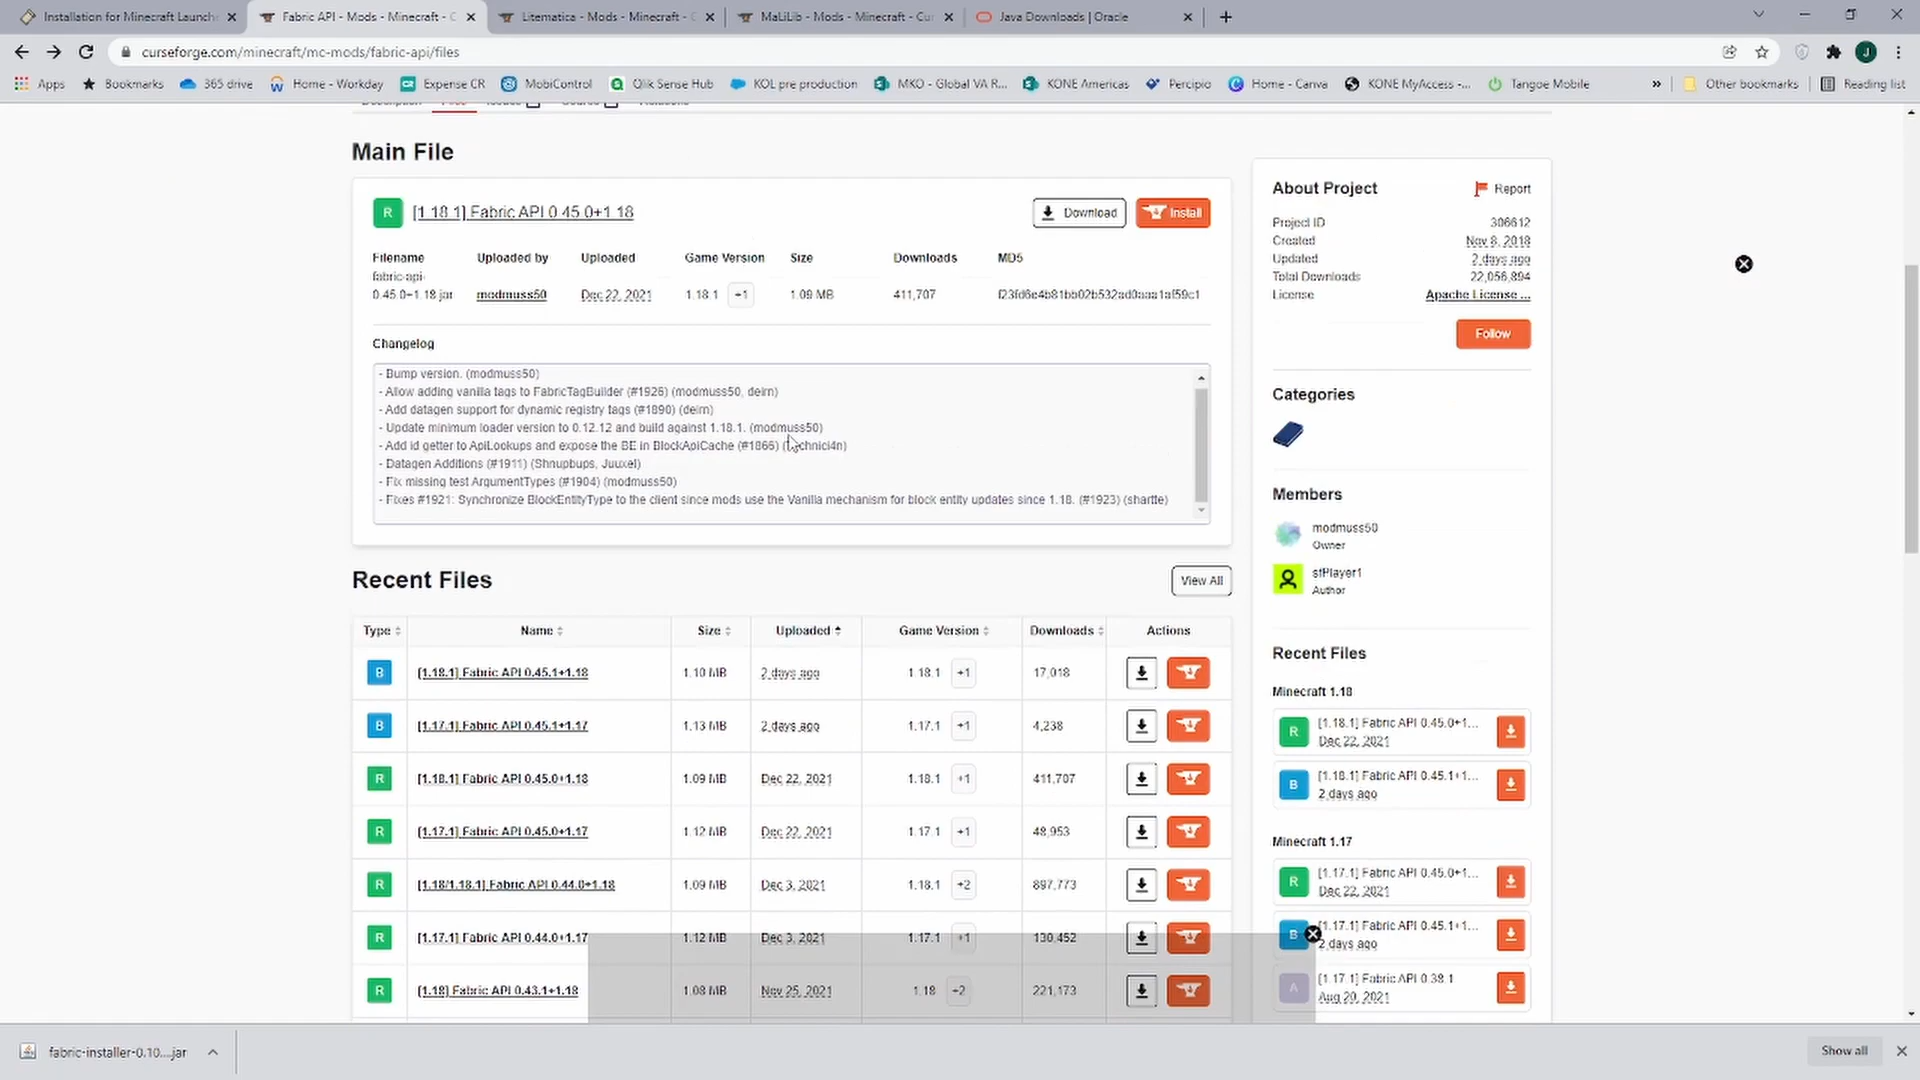 Installation for Minecraft Launch
Fabric API - Mods - Minecraft - C
Litematica - Mods - Minecraft - C
MaLiLib - Mods - Minecraft - Cu
Java Downloads | Oracle
curseforge.com/minecraft/mc-mods/fabric-api/files
J
Apps
Bookmarks
365 drive
Home - Workday
Expense CR
MobiControl
Qlik Sense Hub
KOL pre production
MKO - Global VA R...
KONE Americas
Percipio
Home - Canva
KONE MyAccess -...
Tangoe Mobile
»
Other bookmarks
Reading list
Main File
R
[1.18.1] Fabric API 0.45.0+1.18
Download
Install
Filename
Uploaded by
Uploaded
Game Version
Size
Downloads
MD5
fabric-api-
0.45.0+1.18.jar
modmuss50
Dec 22, 2021
1.18.1
+1
1.09 MB
411,707
Changelog
- Bump version. (modmuss50)
- Allow adding vanilla tags to FabricTagBuilder (#1926) (modmuss50, deirn)
- Add datagen support for dynamic registry tags (#1890) (deirn)
- Update minimum loader version to 0.12.12 and build against 1.18.1. (modmuss50)
- Add id getter to ApiLookups and expose the BE in BlockApiCache (#1866) (Technici4n)
- Datagen Additions (#1911) (Shnupbups, Juuxel)
- Fix missing test ArgumentTypes (#1904) (modmuss50)
- Fixes #1921: Synchronize BlockEntityType to the client since mods use the Vanilla mechanism for block entity updates since 1.18. (#1923) (shartte)
Recent Files
View All
Type
Name
Size
Uploaded
Game Version
Downloads
Actions
B [1.18.1] Fabric API 0.45.1+1.18 1.10 MB 2 days ago 1.18.1 +1 17,018
B [1.17.1] Fabric API 0.45.1+1.17 1.13 MB 2 days ago 1.17.1 +1 4,238
R [1.18.1] Fabric API 0.45.0+1.18 1.09 MB Dec 22, 2021 1.18.1 +1 411,707
R [1.17.1] Fabric API 0.45.0+1.17 1.12 MB Dec 22, 2021 1.17.1 +1 48,953
R [1.18/1.18.1] Fabric API 0.44.0+1.18 1.09 MB Dec 3, 2021 1.18.1 +2 897,773
R [1.17.1] Fabric API 0.44.0+1.17 1.12 MB Dec 3, 2021 1.17.1 +1 130,452
R [1.18] Fabric API 0.43.1+1.18 1.08 MB Nov 25, 2021 1.18 +2 221,173
About Project
Report
Project ID 306612
Created Nov 8, 2018
Updated 2 days ago
Total Downloads 22,056,894
License Apache License ...
Follow
Categories
Members
modmuss50
Owner
sfPlayer1
Author
Recent Files
Minecraft 1.18
R [1.18.1] Fabric API 0.45.0+1...
Dec 22, 2021
B [1.18.1] Fabric API 0.45.1+1...
2 days ago
Minecraft 1.17
R [1.17.1] Fabric API 0.45.0+1...
Dec 22, 2021
B [1.17.1] Fabric API 0.45.1+1...
2 days ago
A [1.17.1] Fabric API 0.38.1
Aug 20, 2021
fabric-installer-0.10....jar
Show all